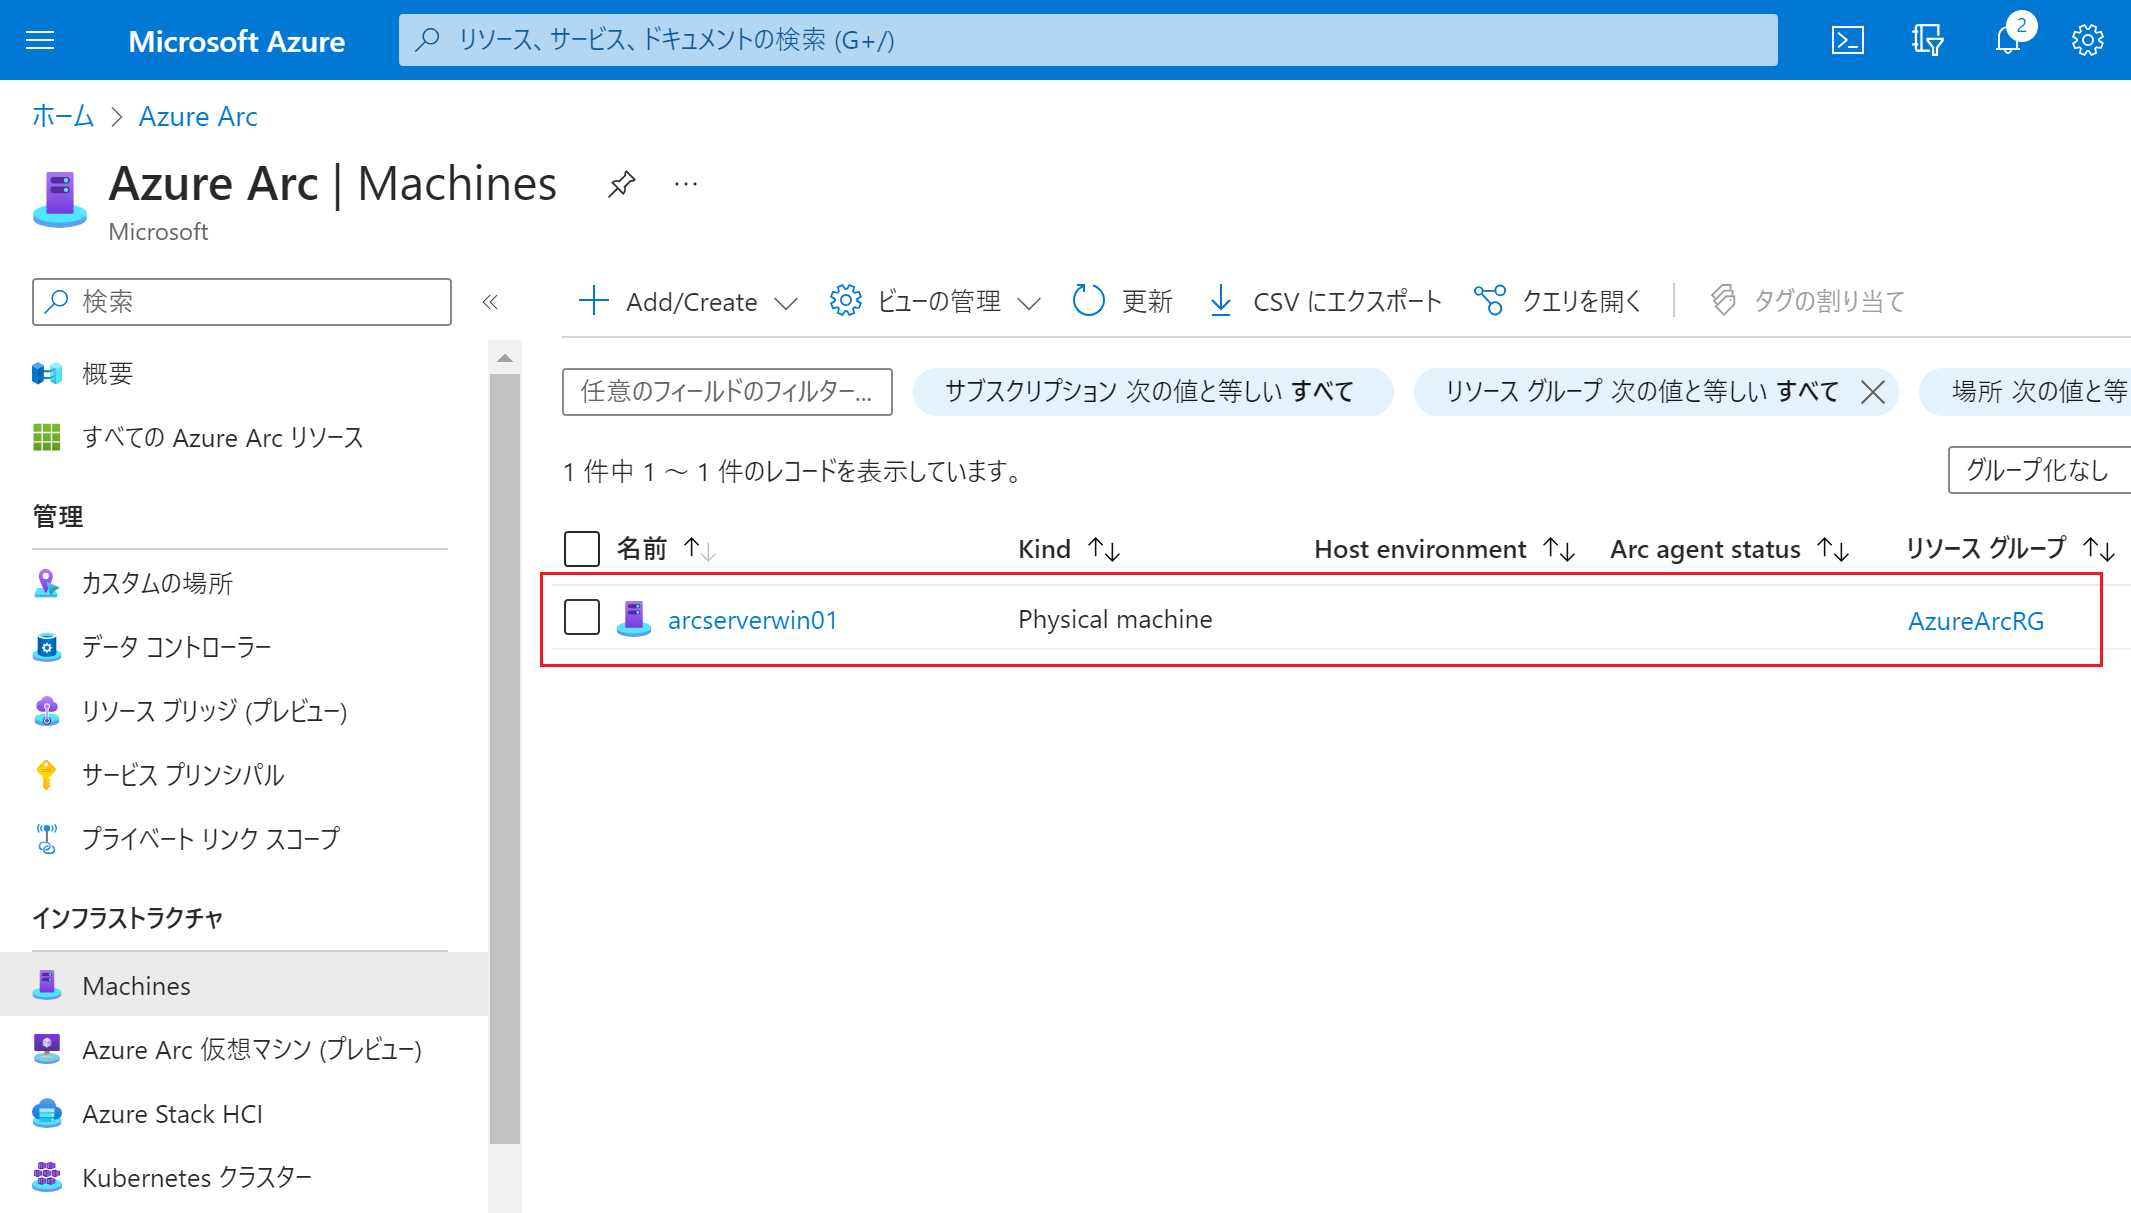 Microsoft Azure
リソース、サービス、ドキュメントの検索 (G+/)
2
ホーム > Azure Arc
Azure Arc | Machines
Microsoft
検索
概要
すべての Azure Arc リソース
管理
カスタムの場所
データ コントローラー
リソース ブリッジ (プレビュー)
サービス プリンシパル
プライベート リンク スコープ
インフラストラクチャ
Machines
Azure Arc 仮想マシン (プレビュー)
Azure Stack HCI
Kubernetes クラスター
Add/Create ビューの管理 更新 CSV にエクスポート クエリを開く タグの割り当て
任意のフィールドのフィルター... サブスクリプション 次の値と等しい すべて リソース グループ 次の値と等しい すべて 場所 次の値と等
1 件中 1 ～ 1 件のレコードを表示しています。
グループ化なし
名前 Kind Host environment Arc agent status リソース グループ
arcserverwin01 Physical machine AzureArcRG